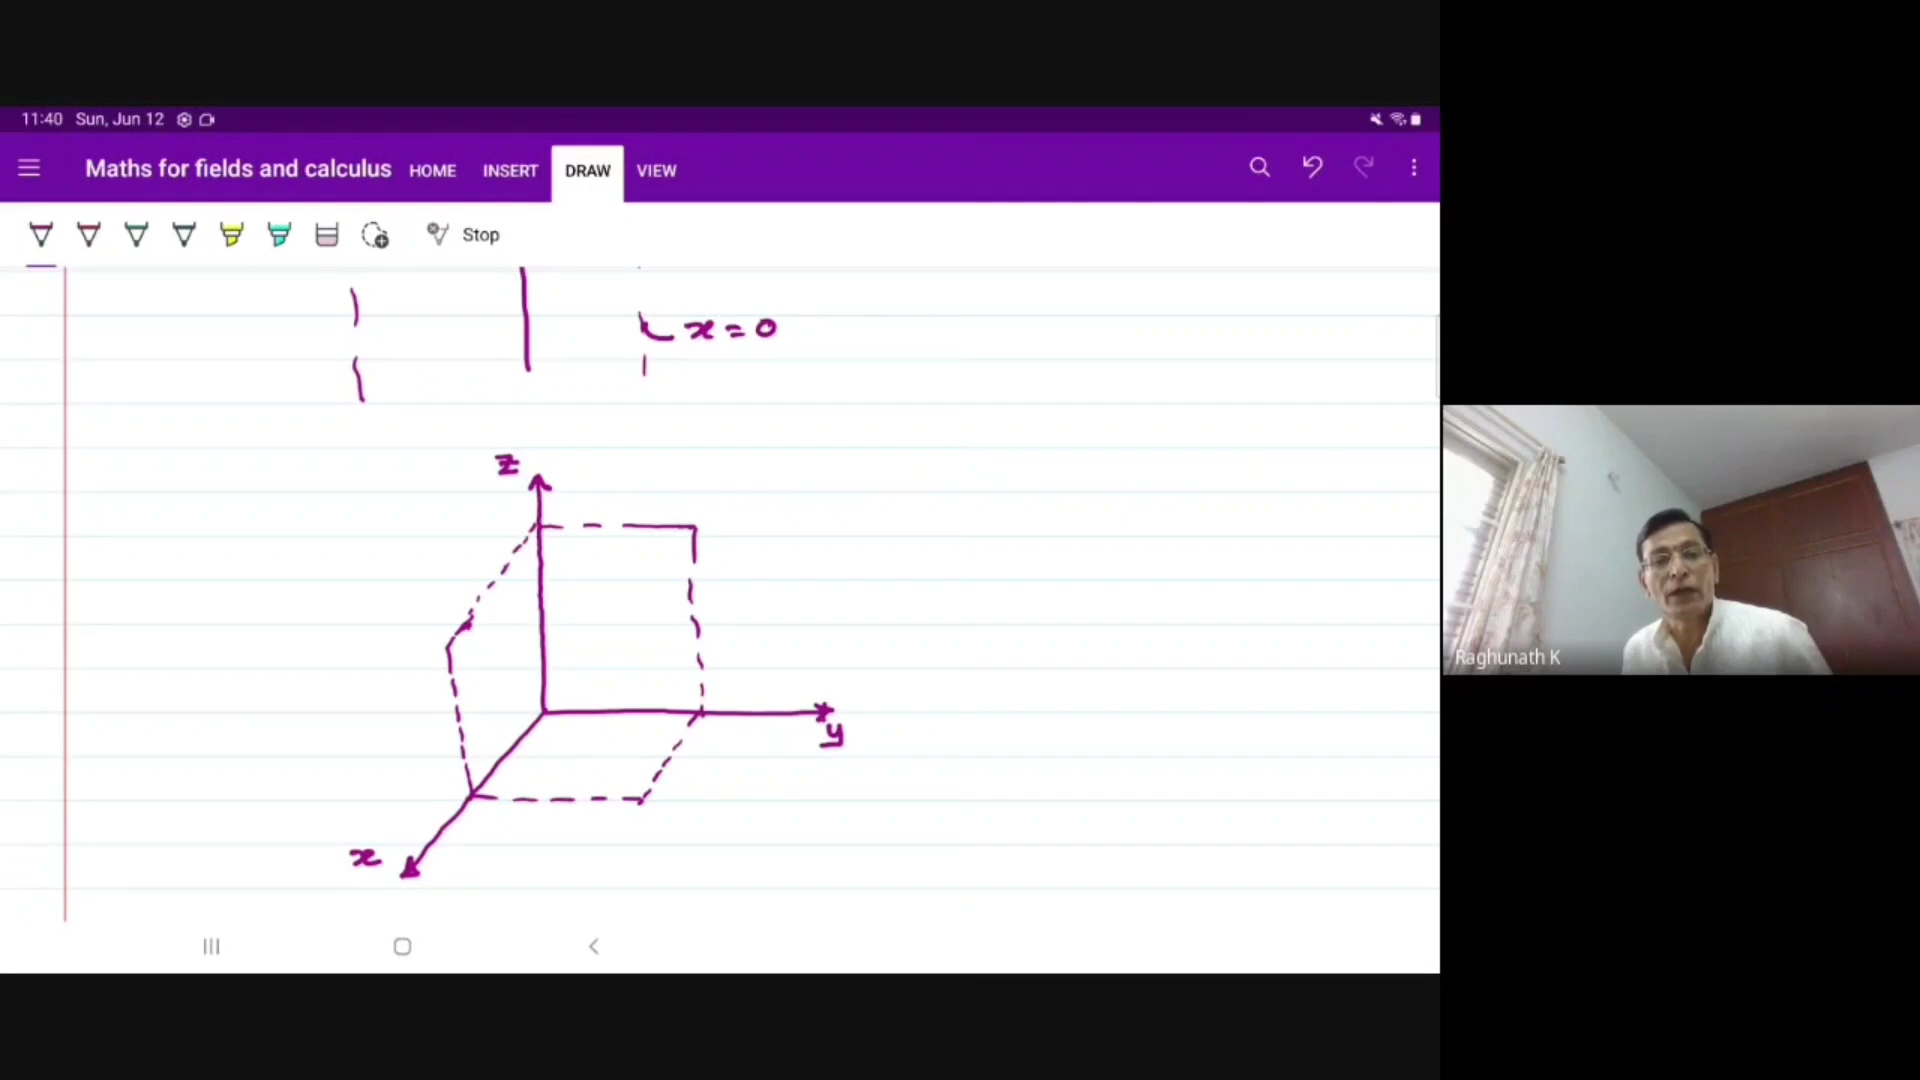 11:40 Sun, Jun 12
Maths for fields and calculus HOME INSERT DRAW VIEW
Stop
x = 0
z
y
x
Raghunath K